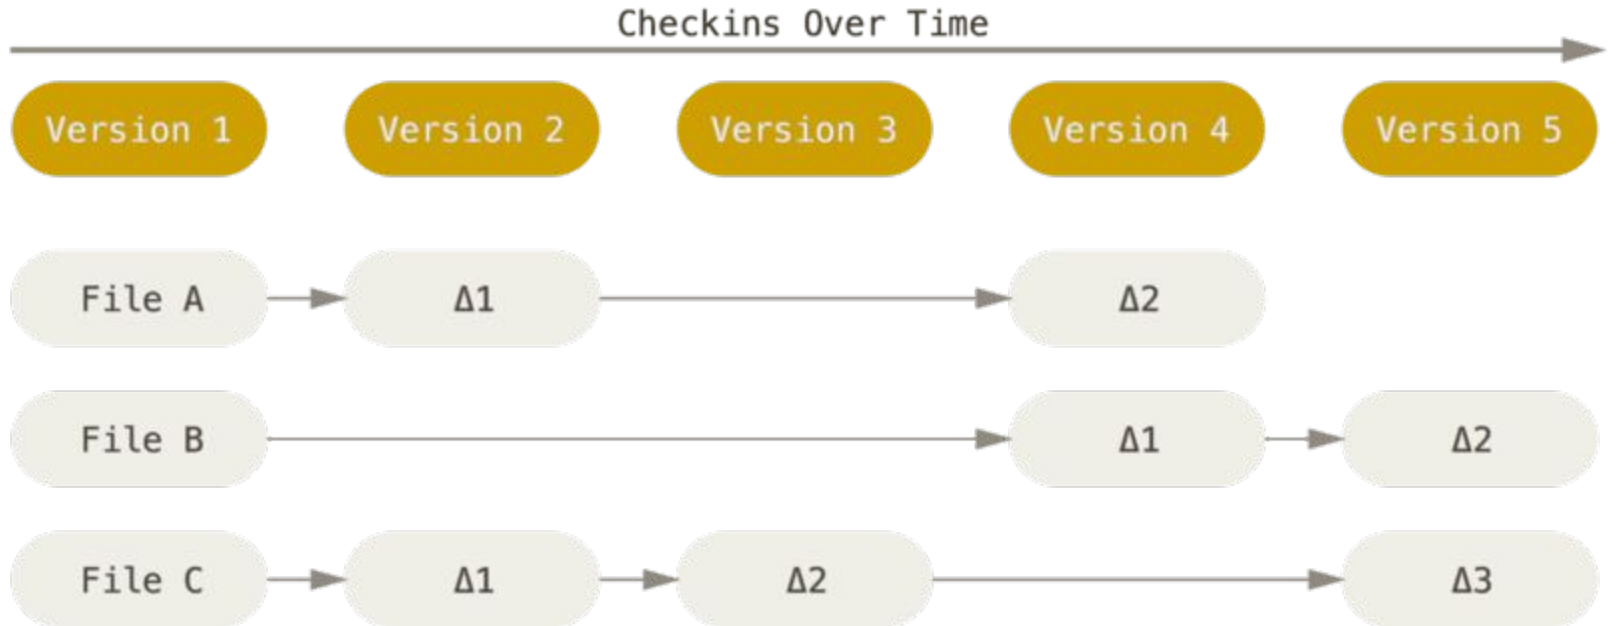 Checkins Over Time
Version 1 Version 2 Version 3 Version 4 Version 5
File A Δ1 Δ2
File B Δ1 Δ2
File C Δ1 Δ2 Δ3